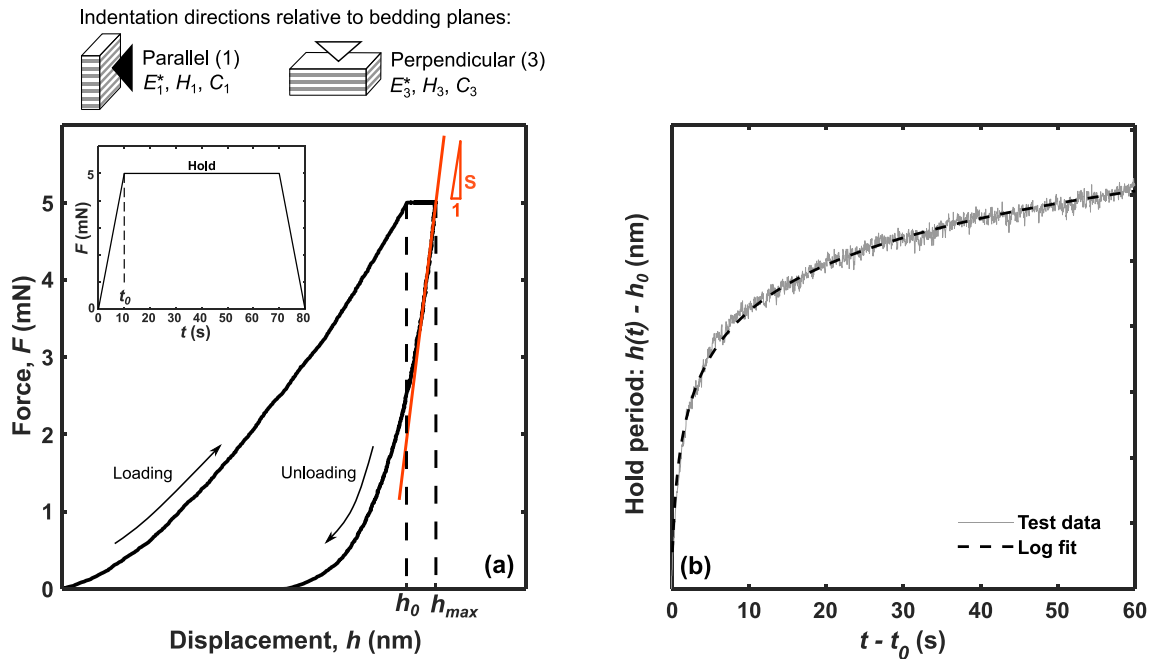 Indentation directions relative to bedding planes:
Parallel (1)
E₁*, H₁, C₁
Perpendicular (3)
E₃*, H₃, C₃
Force, F (mN)
5
4
3
2
1
0
F (mN)
5
0
Hold
t₀
0 10 20 30 40 50 60 70 80
t (s)
S
1
Loading
Unloading
(a)
h₀
hₘₐₓ
Displacement, h (nm)
Hold period: h(t) - h₀ (nm)
Test data
Log fit
(b)
0 10 20 30 40 50 60
t - t₀ (s)